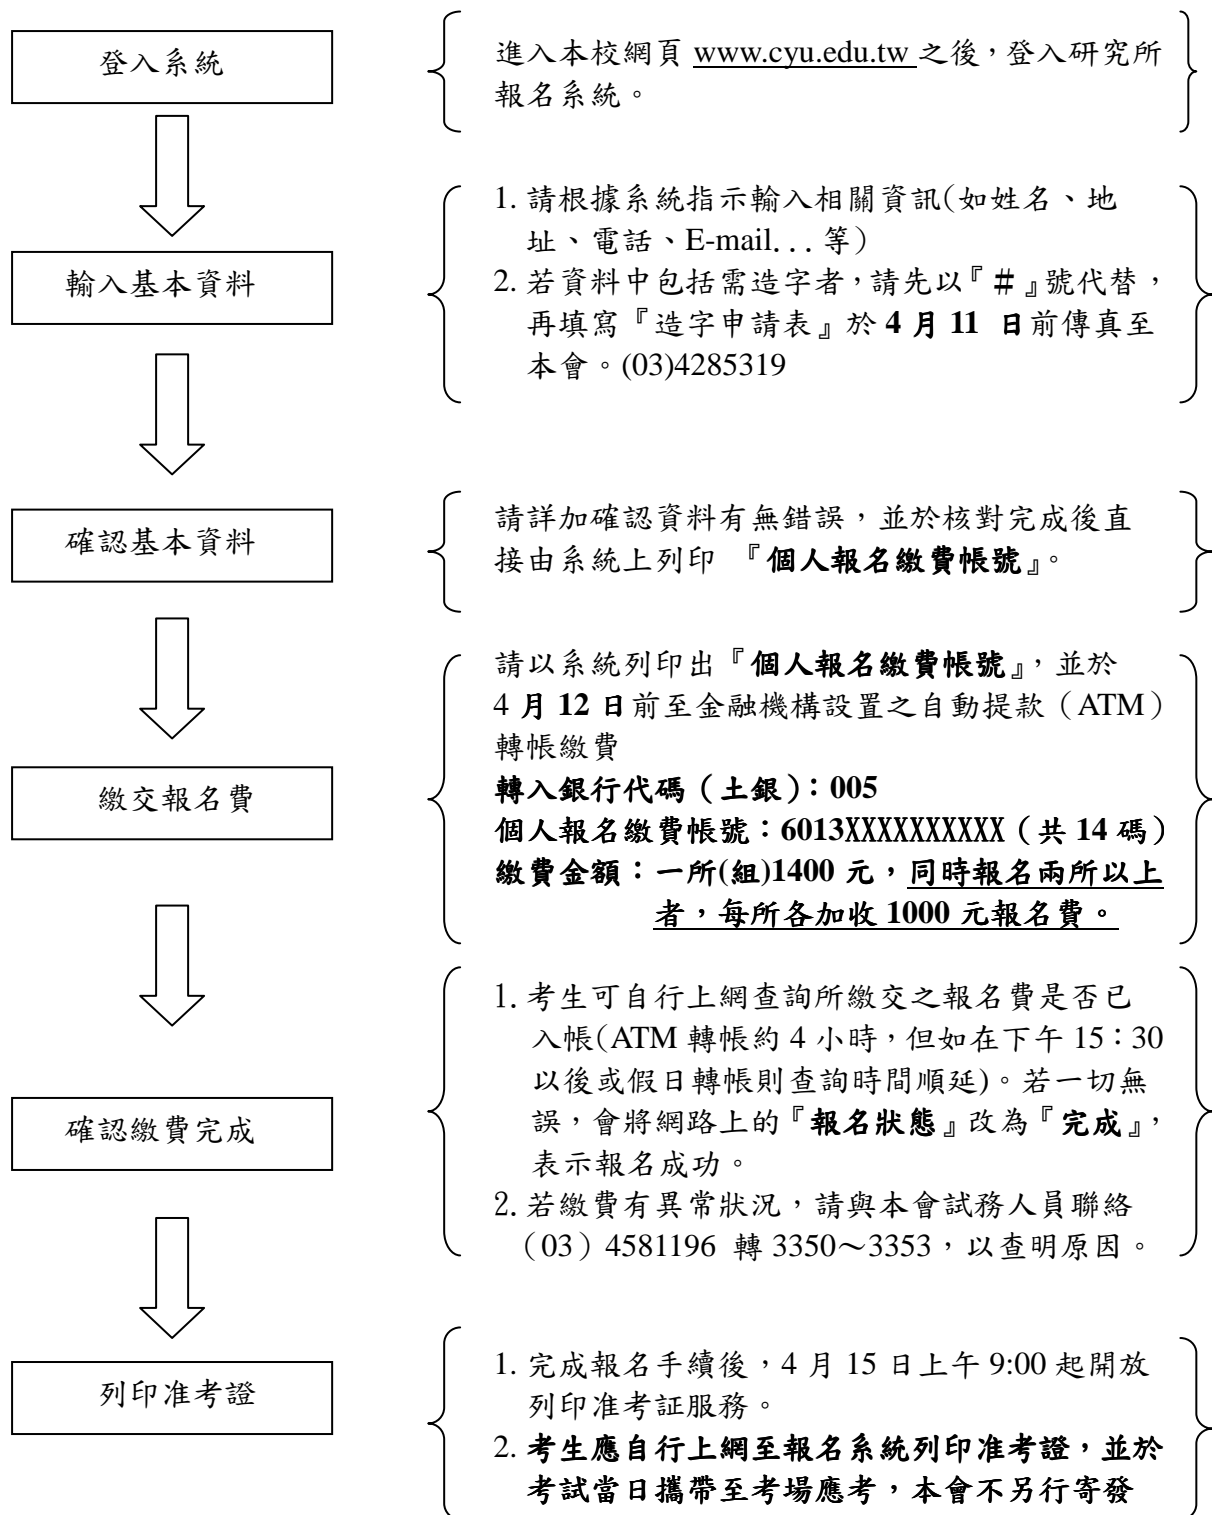 登入系統
進入本校網頁 www.cyu.edu.tw 之後，登入研究所
報名系統。
輸入基本資料
1. 請根據系統指示輸入相關資訊(如姓名、地
址、電話、E-mail...等)
2. 若資料中包括需造字者，請先以『＃』號代替，
再填寫『造字申請表』於 4 月 11 日前傳真至
本會。(03)4285319
確認基本資料
請詳加確認資料有無錯誤，並於核對完成後直
接由系統上列印 『個人報名繳費帳號』。
繳交報名費
請以系統列印出『個人報名繳費帳號』，並於
4 月 12 日前至金融機構設置之自動提款（ATM）
轉帳繳費
轉入銀行代碼（土銀）：005
個人報名繳費帳號：6013XXXXXXXXXX（共 14 碼）
繳費金額：一所(組)1400 元，同時報名兩所以上
者，每所各加收 1000 元報名費。
確認繳費完成
1. 考生可自行上網查詢所繳交之報名費是否已
入帳(ATM 轉帳約 4 小時，但如在下午 15：30
以後或假日轉帳則查詢時間順延)。若一切無
誤，會將網路上的『報名狀態』改為『完成』，
表示報名成功。
2. 若繳費有異常狀況，請與本會試務人員聯絡
（03）4581196 轉 3350～3353，以查明原因。
列印准考證
1. 完成報名手續後，4 月 15 日上午 9:00 起開放
列印准考証服務。
2. 考生應自行上網至報名系統列印准考證，並於
考試當日攜帶至考場應考，本會不另行寄發